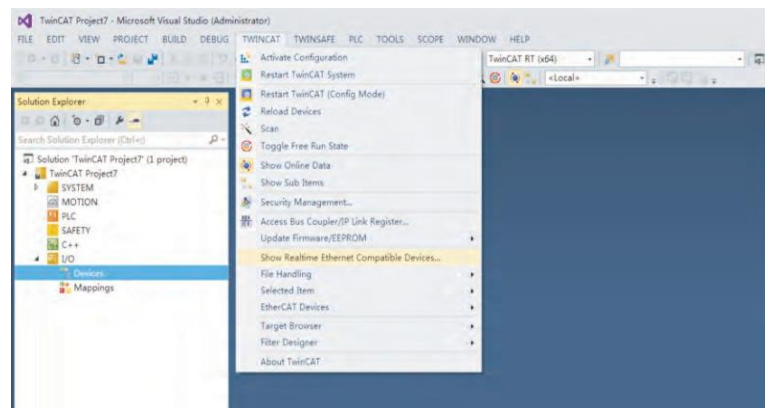 TwinCAT Project7 - Microsoft Visual Studio (Administrator)
FILE EDIT VIEW PROJECT BUILD DEBUG TWINCAT TWINSAFE PLC TOOLS SCOPE WINDOW HELP
TwinCAT RT (x64)
<Local>
Activate Configuration
Restart TwinCAT System
Restart TwinCAT (Config Mode)
Reload Devices
Scan
Toggle Free Run State
Show Online Data
Show Sub Items
Security Management...
Access Bus Coupler/IP Link Register...
Update Firmware/EEPROM
Show Realtime Ethernet Compatible Devices...
File Handling
Selected Item
EtherCAT Devices
Target Browser
Filter Designer
About TwinCAT
Solution Explorer
Search Solution Explorer (Ctrl+;)
Solution 'TwinCAT Project7' (1 project)
TwinCAT Project7
SYSTEM
MOTION
PLC
SAFETY
C++
I/O
Devices
Mappings